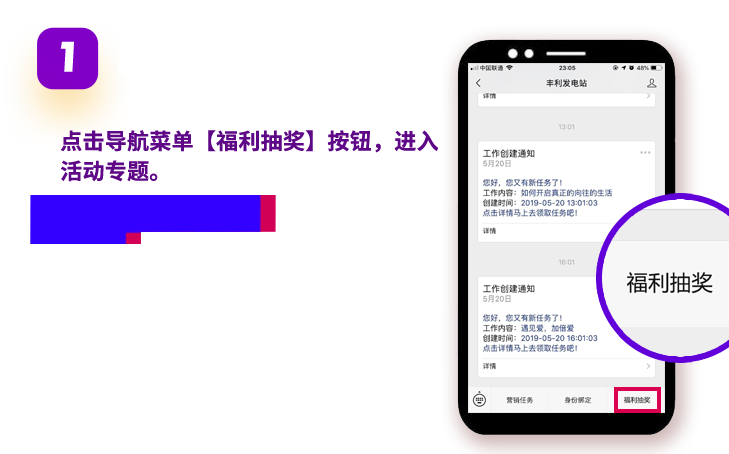 1
点击导航菜单【福利抽奖】按钮，进入
活动专题。
中国联通
23:05
48%
丰利发电站
详情
13:01
工作创建通知
5月20日
您好，您又有新任务了！
工作内容：如何开启真正的向往的生活
创建时间：2019-05-20 13:01:03
点击详情马上去领取任务吧！
详情
16:01
工作创建通知
5月20日
您好，您又有新任务了！
工作内容：遇见爱，加倍爱
创建时间：2019-05-20 16:01:03
点击详情马上去领取任务吧！
详情
福利抽奖
营销任务
身份绑定
福利抽奖